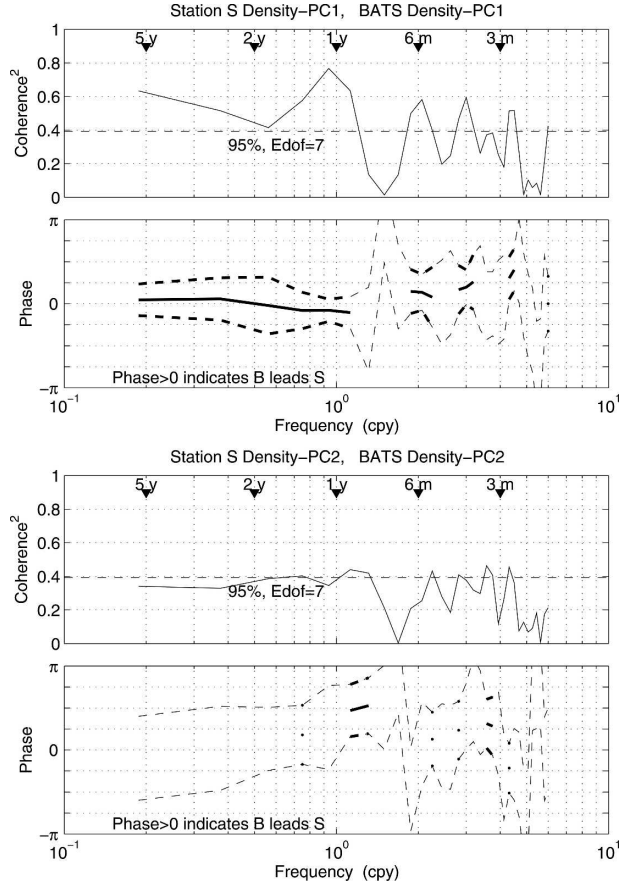 Station S Density-PC1, BATS Density-PC1
5 y 2 y 1 y 6 m 3 m
1
0.8
0.6
0.4
0.2
0
Coherence²
95%, Edof=7
π
0
−π
Phase
Phase>0 indicates B leads S
10⁻¹ 10⁰ 10¹
Frequency (cpy)
Station S Density-PC2, BATS Density-PC2
5 y 2 y 1 y 6 m 3 m
1
0.8
0.6
0.4
0.2
0
Coherence²
95%, Edof=7
π
0
−π
Phase
Phase>0 indicates B leads S
10⁻¹ 10⁰ 10¹
Frequency (cpy)